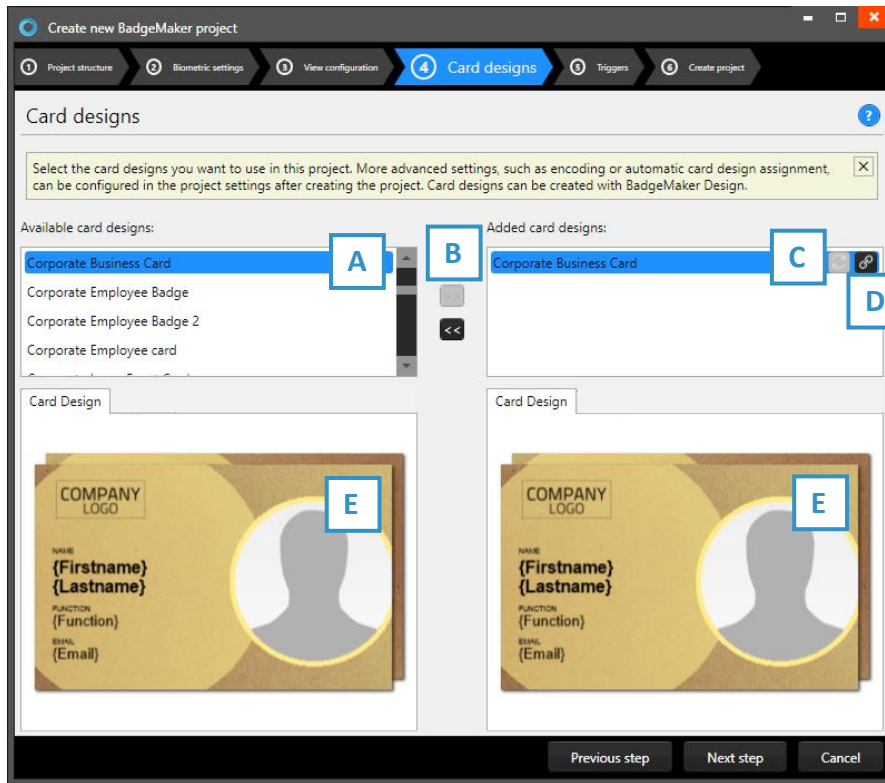 Create new BadgeMaker project
1 Project structure
2 Biometric settings
3 View configuration
4 Card designs
5 Triggers
6 Create project
Card designs
?
Select the card designs you want to use in this project. More advanced settings, such as encoding or automatic card design assignment,
can be configured in the project settings after creating the project. Card designs can be created with BadgeMaker Design.
Available card designs:
Corporate Business Card
Corporate Employee Badge
Corporate Employee Badge 2
Corporate Employee card
A
B
>>
<<
Added card designs:
Corporate Business Card
C
D
Card Design
COMPANY
LOGO
NAME
{Firstname}
{Lastname}
FUNCTION
{Function}
EMAIL
{Email}
E
Card Design
COMPANY
LOGO
NAME
{Firstname}
{Lastname}
FUNCTION
{Function}
EMAIL
{Email}
E
Previous step
Next step
Cancel